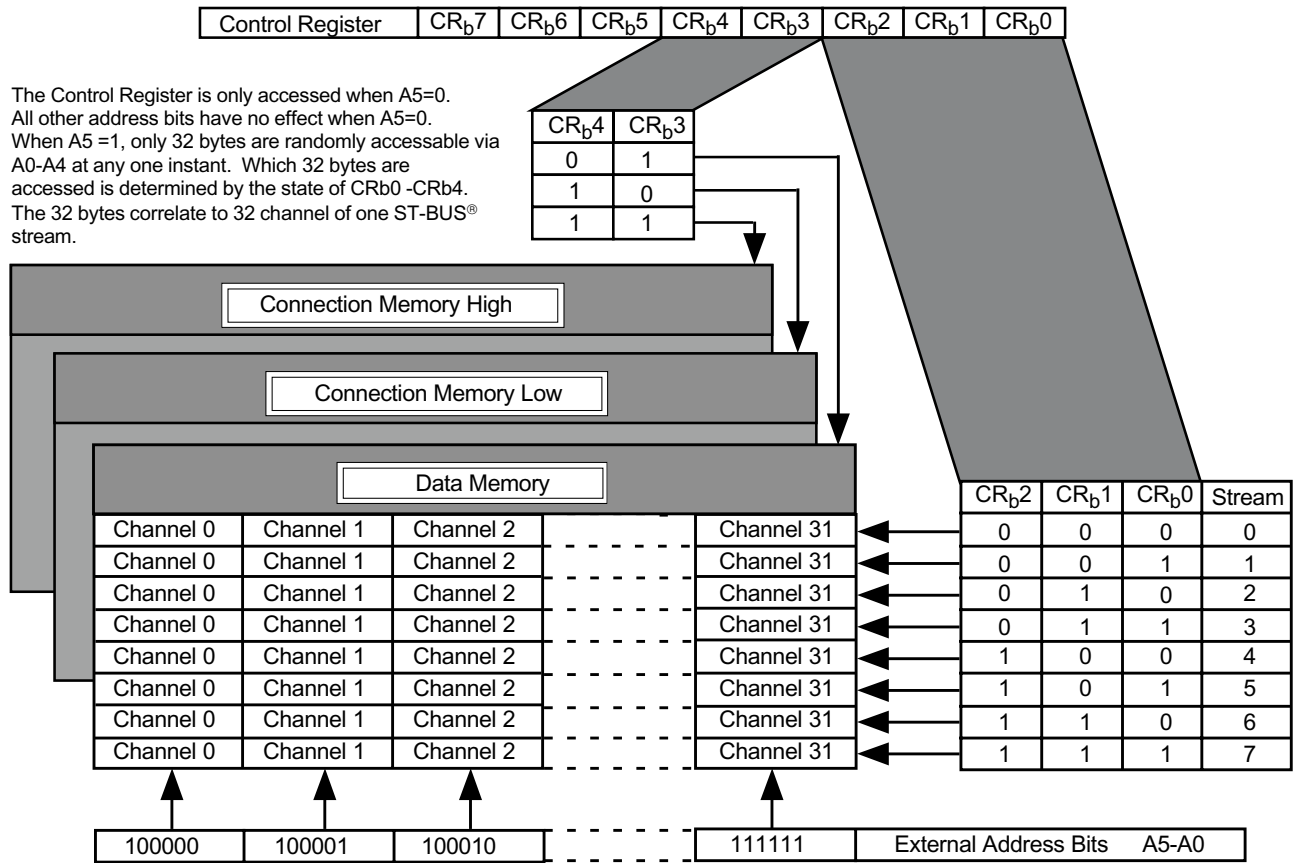 Control Register CRb7 CRb6 CRb5 CRb4 CRb3 CRb2 CRb1 CRb0
The Control Register is only accessed when A5=0.
All other address bits have no effect when A5=0.
When A5 =1, only 32 bytes are randomly accessable via
A0-A4 at any one instant. Which 32 bytes are
accessed is determined by the state of CRb0 -CRb4.
The 32 bytes correlate to 32 channel of one ST-BUS®
stream.
CRb4 CRb3
0 1
1 0
1 1
Connection Memory High
Connection Memory Low
Data Memory
CRb2 CRb1 CRb0 Stream
Channel 0 Channel 1 Channel 2 Channel 31 0 0 0 0
Channel 0 Channel 1 Channel 2 Channel 31 0 0 1 1
Channel 0 Channel 1 Channel 2 Channel 31 0 1 0 2
Channel 0 Channel 1 Channel 2 Channel 31 0 1 1 3
Channel 0 Channel 1 Channel 2 Channel 31 1 0 0 4
Channel 0 Channel 1 Channel 2 Channel 31 1 0 1 5
Channel 0 Channel 1 Channel 2 Channel 31 1 1 0 6
Channel 0 Channel 1 Channel 2 Channel 31 1 1 1 7
100000 100001 100010 111111 External Address Bits A5-A0